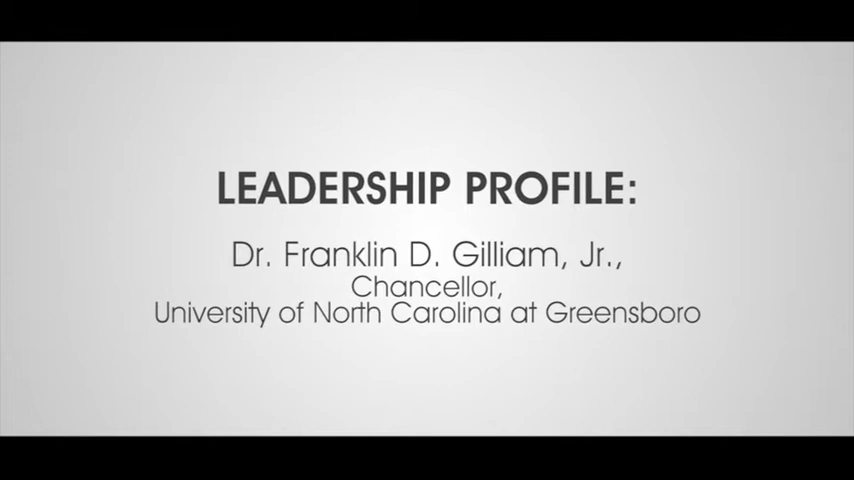 LEADERSHIP PROFILE:
Dr. Franklin D. Gilliam, Jr.,
Chancellor,
University of North Carolina at Greensboro